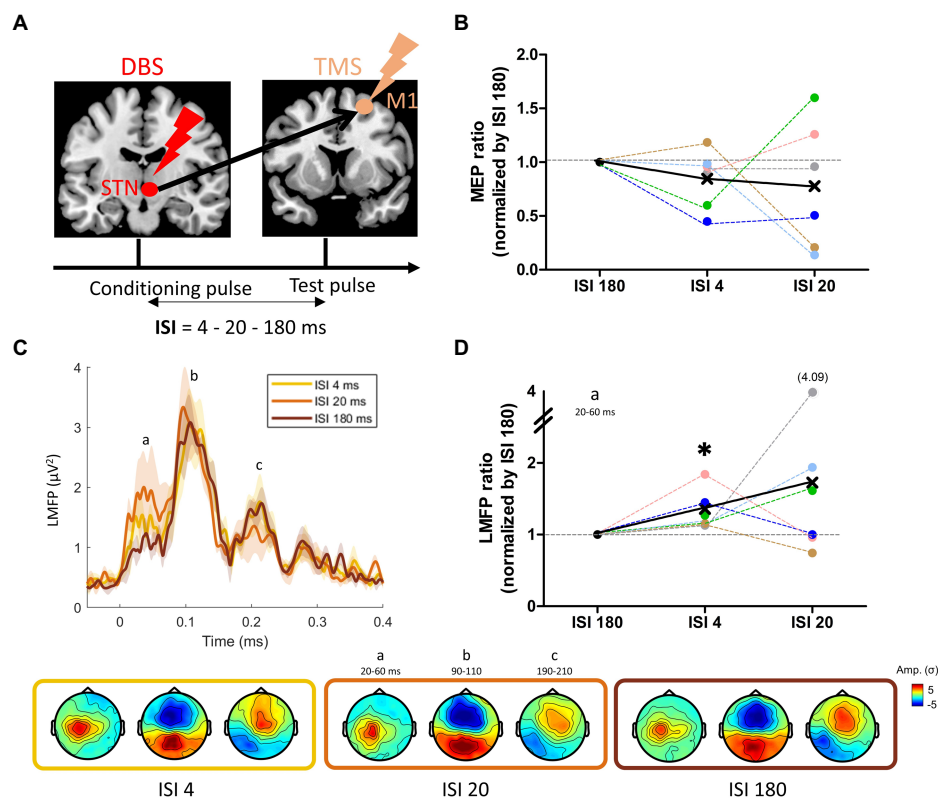 A
DBS
TMS
M1
STN
Conditioning pulse
Test pulse
ISI = 4 - 20 - 180 ms
B
MEP ratio
(normalized by ISI 180)
2.0
1.5
1.0
0.5
0.0
ISI 180
ISI 4
ISI 20
C
LMFP (µV²)
4
3
2
1
0
a
b
c
ISI 4 ms
ISI 20 ms
ISI 180 ms
0
0.1
0.2
0.3
0.4
Time (ms)
D
LMFP ratio
(normalized by ISI 180)
4
2
1
0
a
20-60 ms
*
(4.09)
ISI 180
ISI 4
ISI 20
a
20-60 ms
b
90-110
c
190-210
Amp. (σ)
5
-5
ISI 4
ISI 20
ISI 180